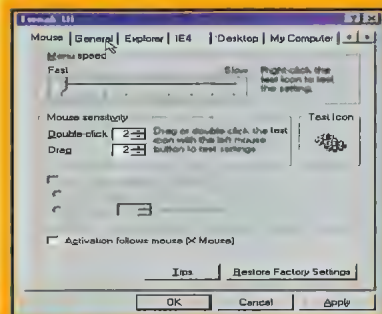 Tweak UI
Mouse General Explorer IE4 Desktop My Computer
Menu speed
Fast Slow
Right-click the
test icon to test
the setting.
Mouse sensitivity
Test Icon
Double-click 2
Drag 2
Drag or double-click the test
icon with the left mouse
button to test settings
Activation follows mouse (X Mouse)
Tips
Restore Factory Settings
OK Cancel Apply